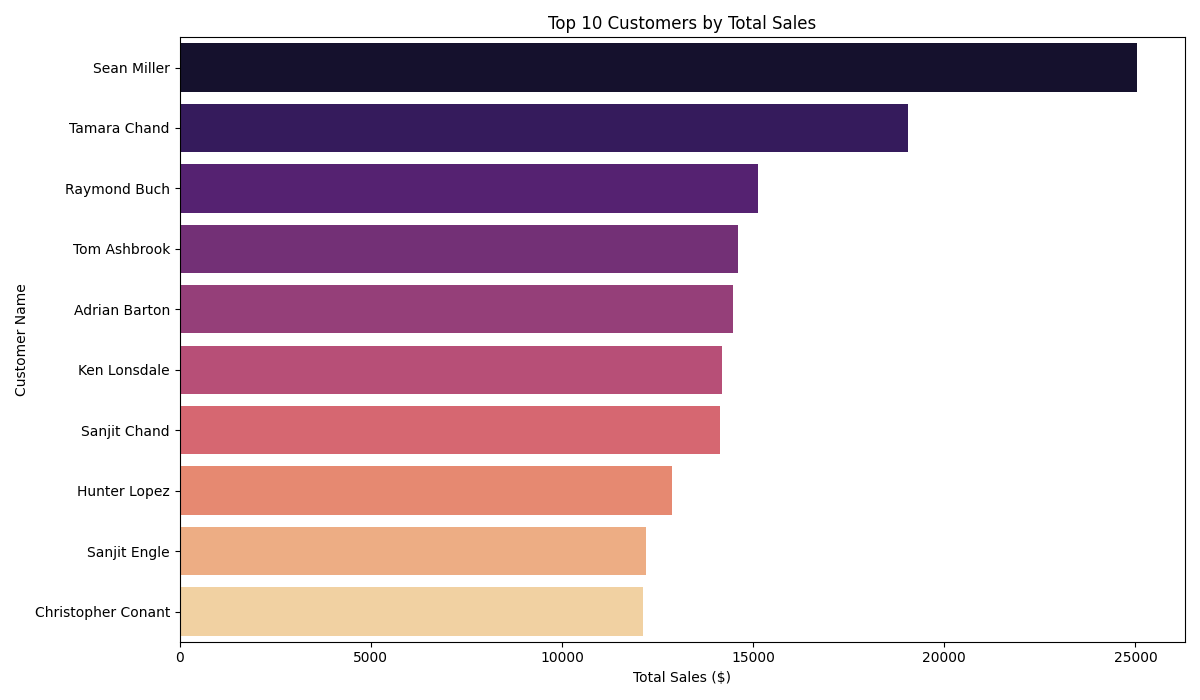 Top 10 Customers by Total Sales
Customer Name
Sean Miller
Tamara Chand
Raymond Buch
Tom Ashbrook
Adrian Barton
Ken Lonsdale
Sanjit Chand
Hunter Lopez
Sanjit Engle
Christopher Conant
0 5000 10000 15000 20000 25000
Total Sales ($)